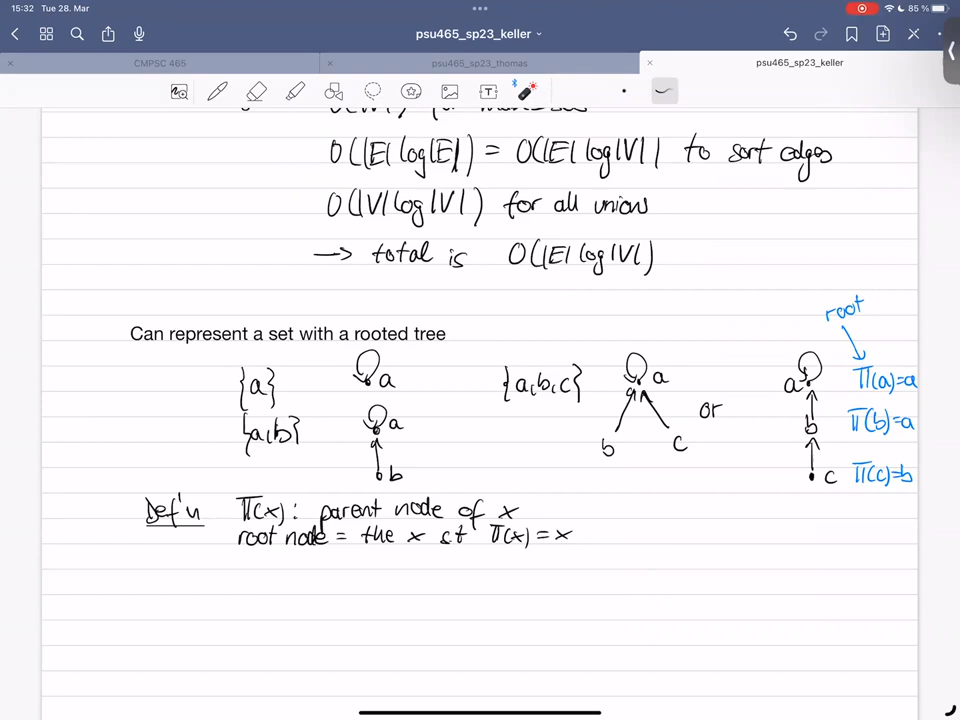 15:32 Tue 28. Mar
85 %
psu465_sp23_keller
CMPSC 465
psu465_sp23_thomas
psu465_sp23_keller
O(|E| log|E|) = O(|E| log|V|) to sort edges
O(|V| log|V|) for all unions
→ total is O(|E| log|V|)
Can represent a set with a rooted tree
root
{a}
a
{a,b,c}
a
a
π(a)=a
{a,b}
a
or
b
π(b)=a
b
b
c
c
π(c)=b
Def'n π(x): parent node of x
root node = the x st π(x) = x